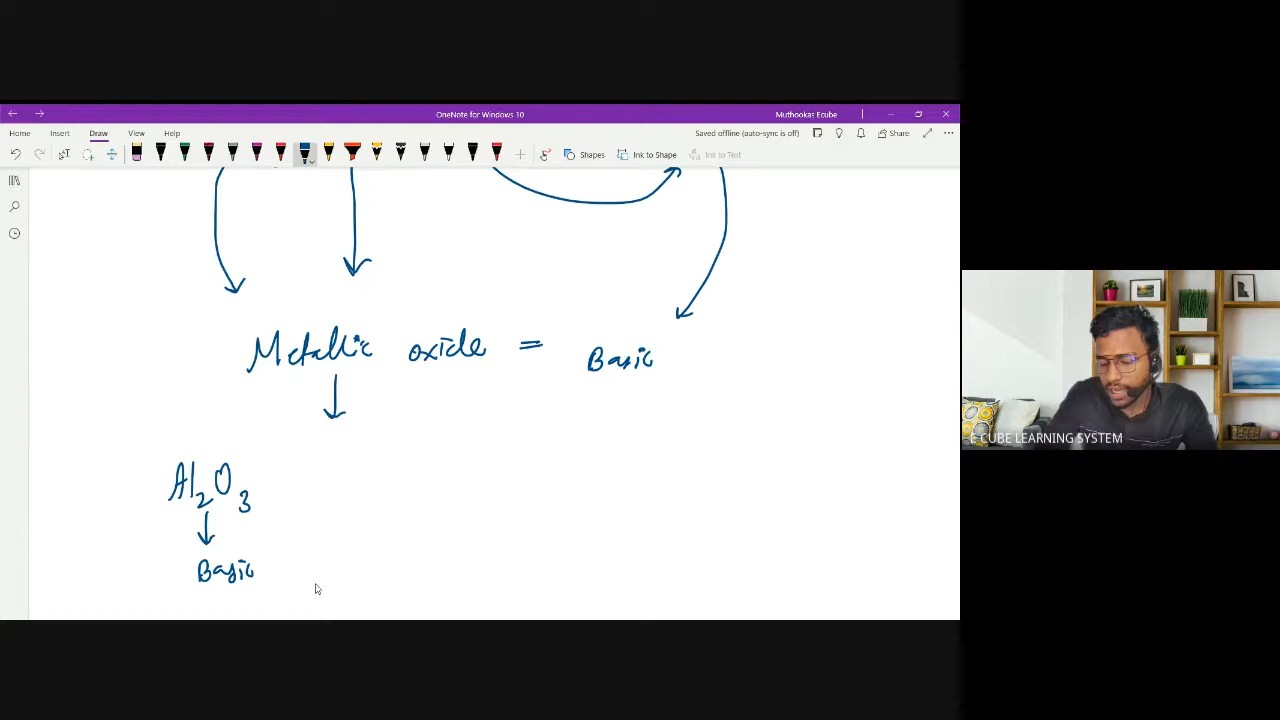 OneNote for Windows 10
Muthookas Ecube
Home Insert Draw View Help
Saved offline (auto-sync is off)
Share
Shapes
Ink to Shape
Ink to Text
Metallic oxide = Basic
Al2O3
Basic
E CUBE LEARNING SYSTEM